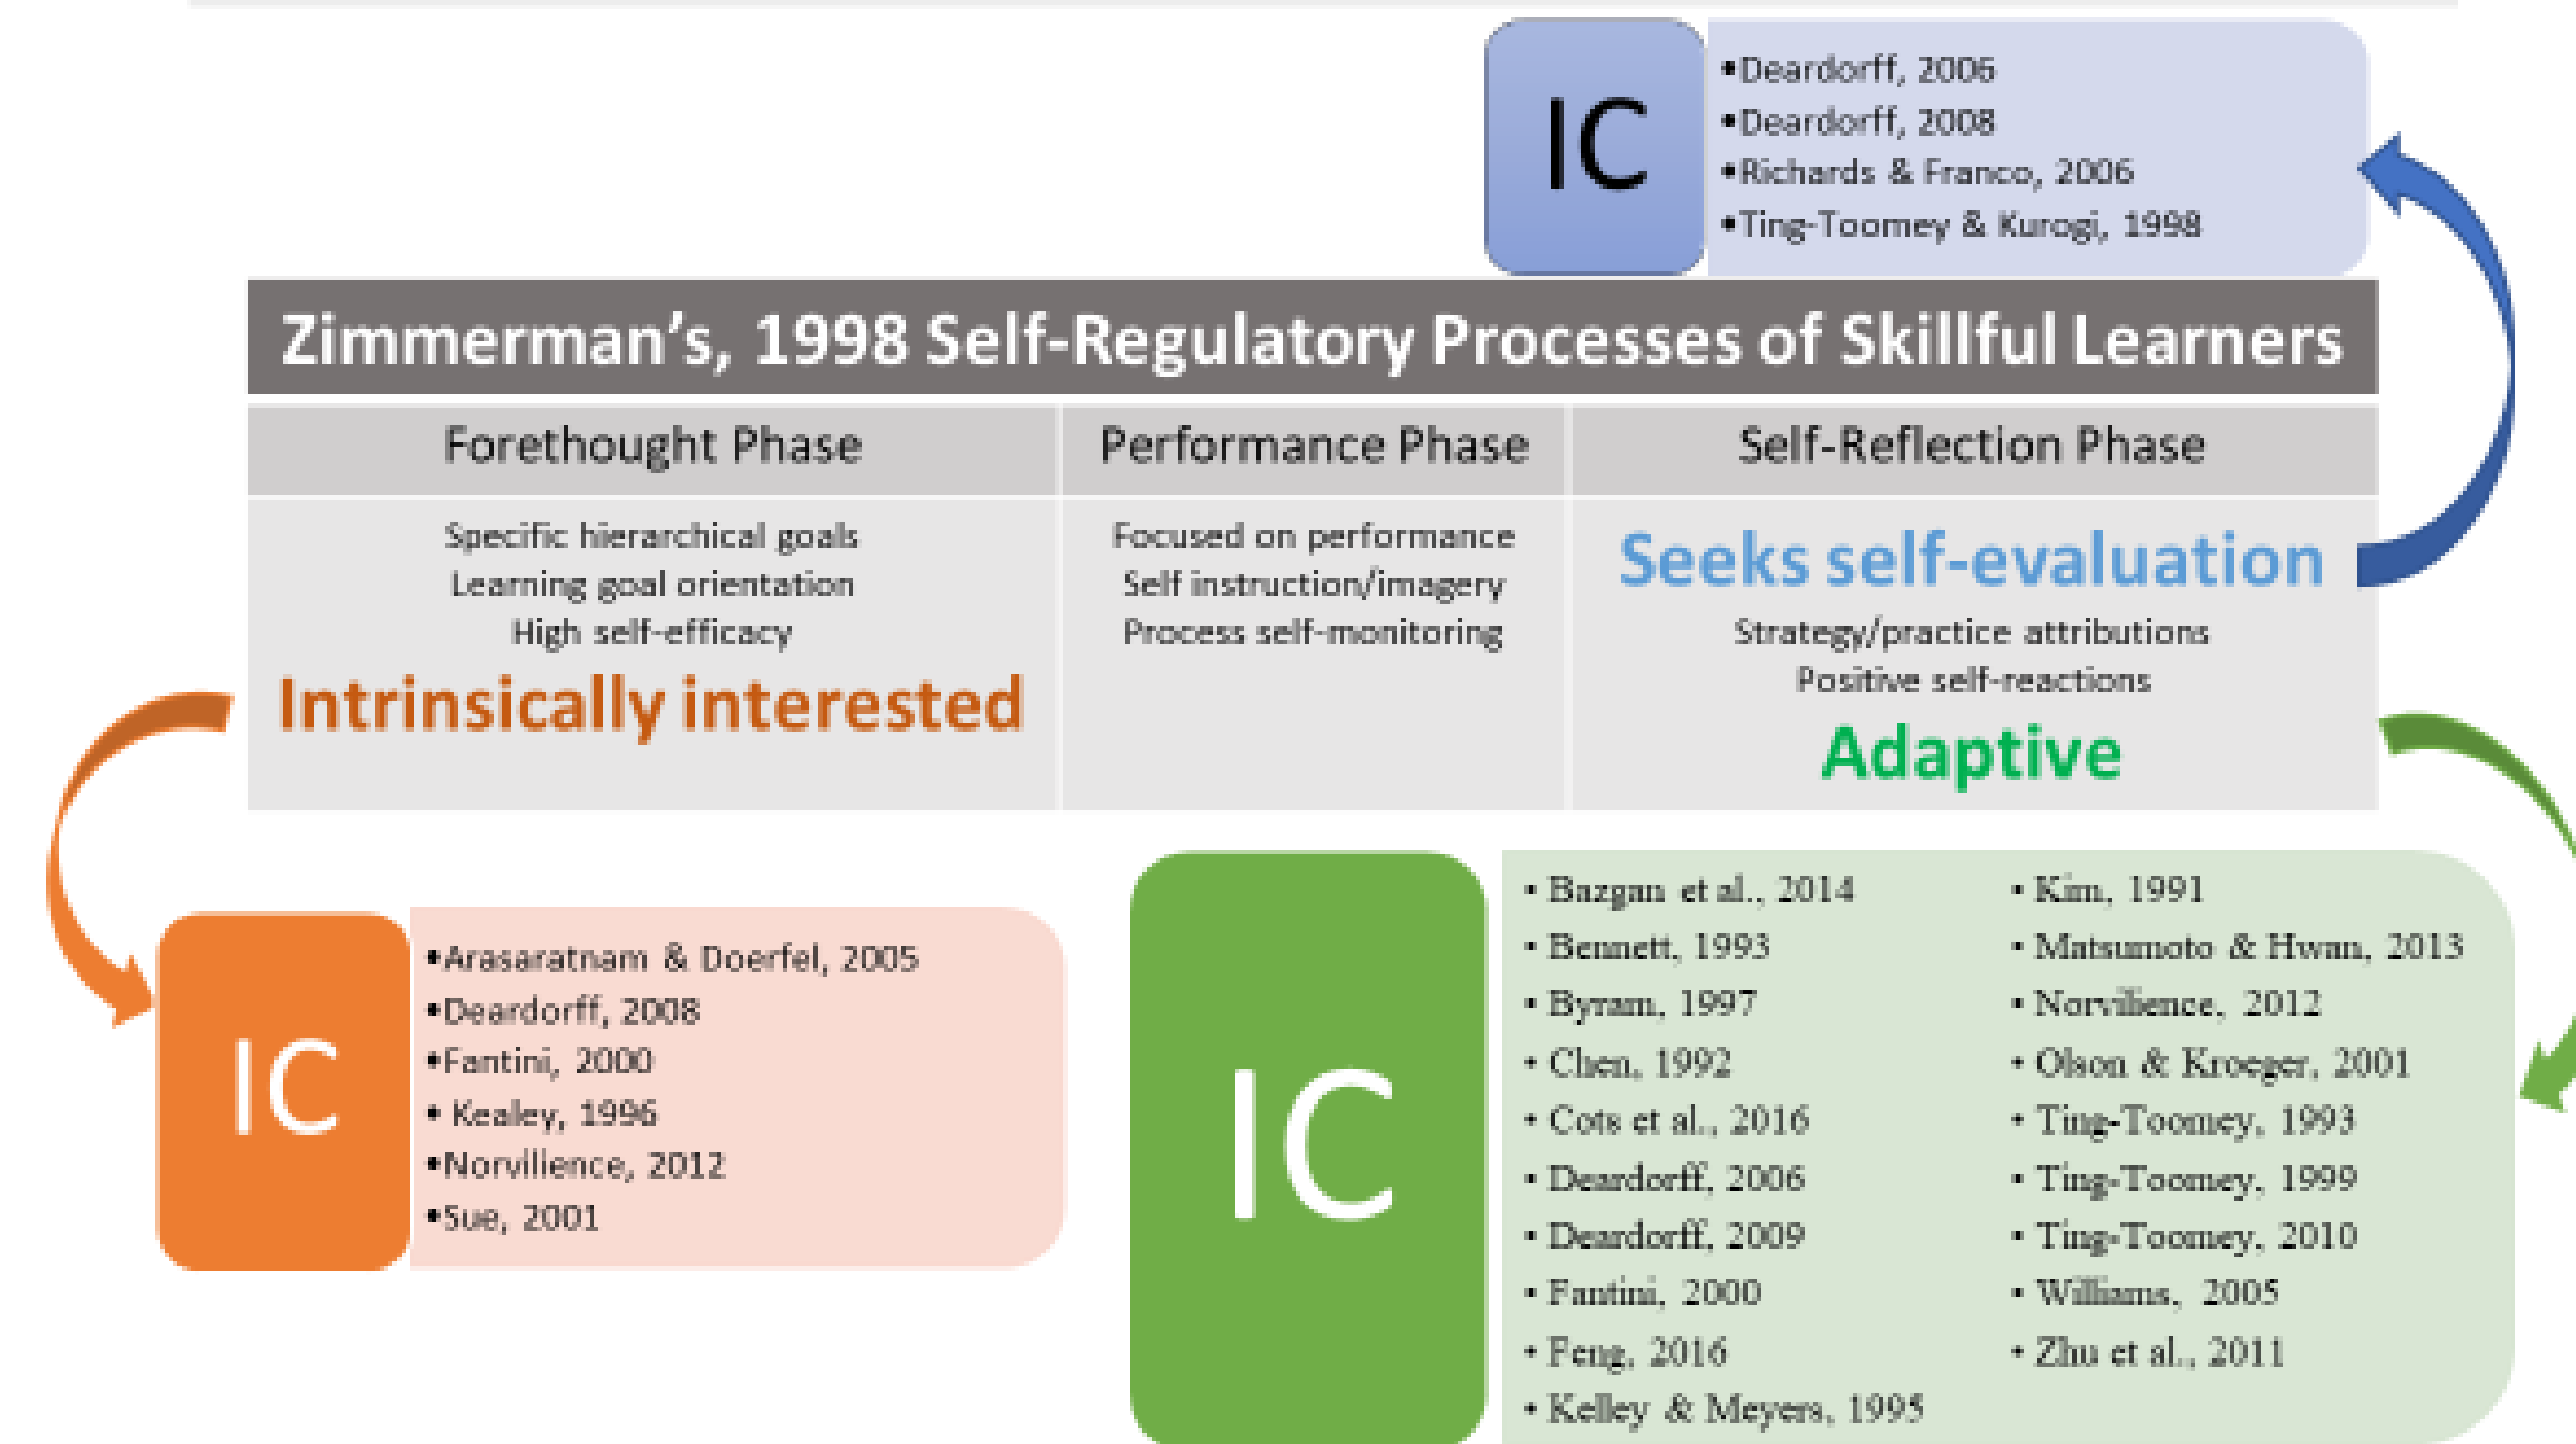 IC
•Deardorff, 2006
•Deardorff, 2008
•Richards & Franco, 2006
•Ting-Toomey & Kurogi, 1998
Zimmerman’s, 1998 Self-Regulatory Processes of Skillful Learners
Forethought Phase
Specific hierarchical goals
Learning goal orientation
High self-efficacy
Intrinsically interested
Performance Phase
Focused on performance
Self instruction/imagery
Process self-monitoring
Self-Reflection Phase
Seeks self-evaluation
Strategy/practice attributions
Positive self-reactions
Adaptive
IC
•Arasaratnam & Doerfel, 2005
•Deardorff, 2008
•Fantini, 2000
• Kealey, 1996
•Norvilience, 2012
•Sue, 2001
IC
• Bazgan et al., 2014
• Bennett, 1993
• Byram, 1997
• Chen, 1992
• Cots et al., 2016
• Deardorff, 2006
• Deardorff, 2009
• Fantini, 2000
• Feng, 2016
• Kelley & Meyers, 1995
• Kim, 1991
• Matsumoto & Hwan, 2013
• Norvilience, 2012
• Olson & Kroeger, 2001
• Ting-Toomey, 1993
• Ting-Toomey, 1999
• Ting-Toomey, 2010
• Williams, 2005
• Zhu et al., 2011